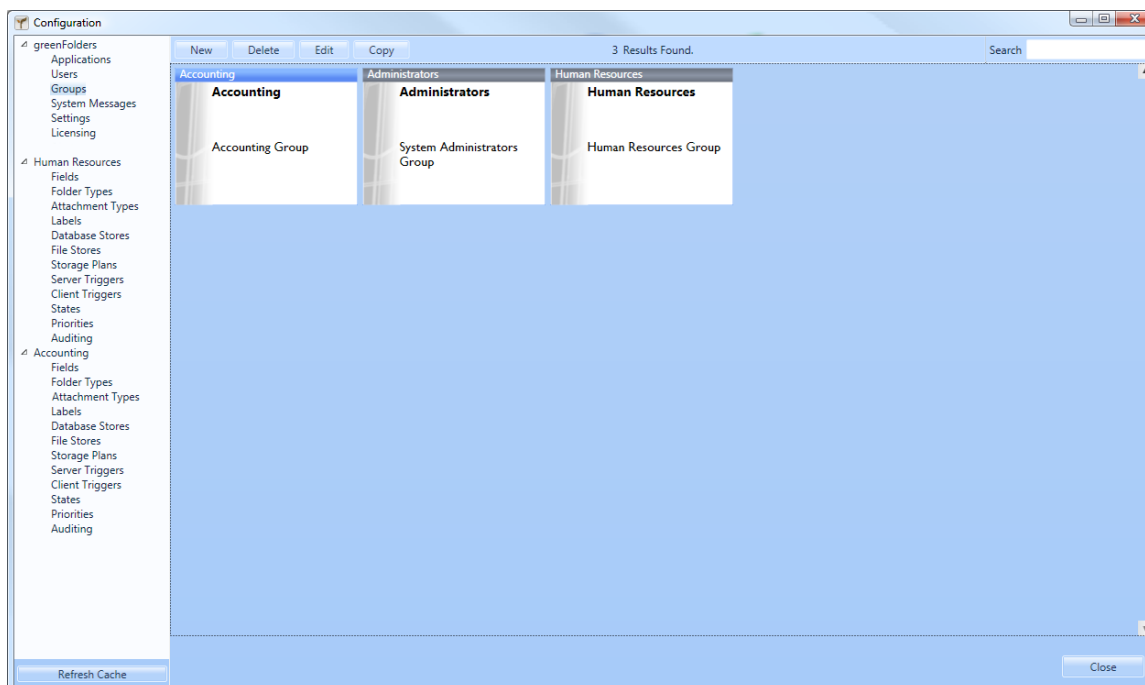 Configuration
greenFolders
Applications
Users
Groups
System Messages
Settings
Licensing
Human Resources
Fields
Folder Types
Attachment Types
Labels
Database Stores
File Stores
Storage Plans
Server Triggers
Client Triggers
States
Priorities
Auditing
Accounting
Fields
Folder Types
Attachment Types
Labels
Database Stores
File Stores
Storage Plans
Server Triggers
Client Triggers
States
Priorities
Auditing
Refresh Cache
New Delete Edit Copy 3 Results Found. Search
Accounting
Accounting
Accounting Group
Administrators
Administrators
System Administrators
Group
Human Resources
Human Resources
Human Resources Group
Close